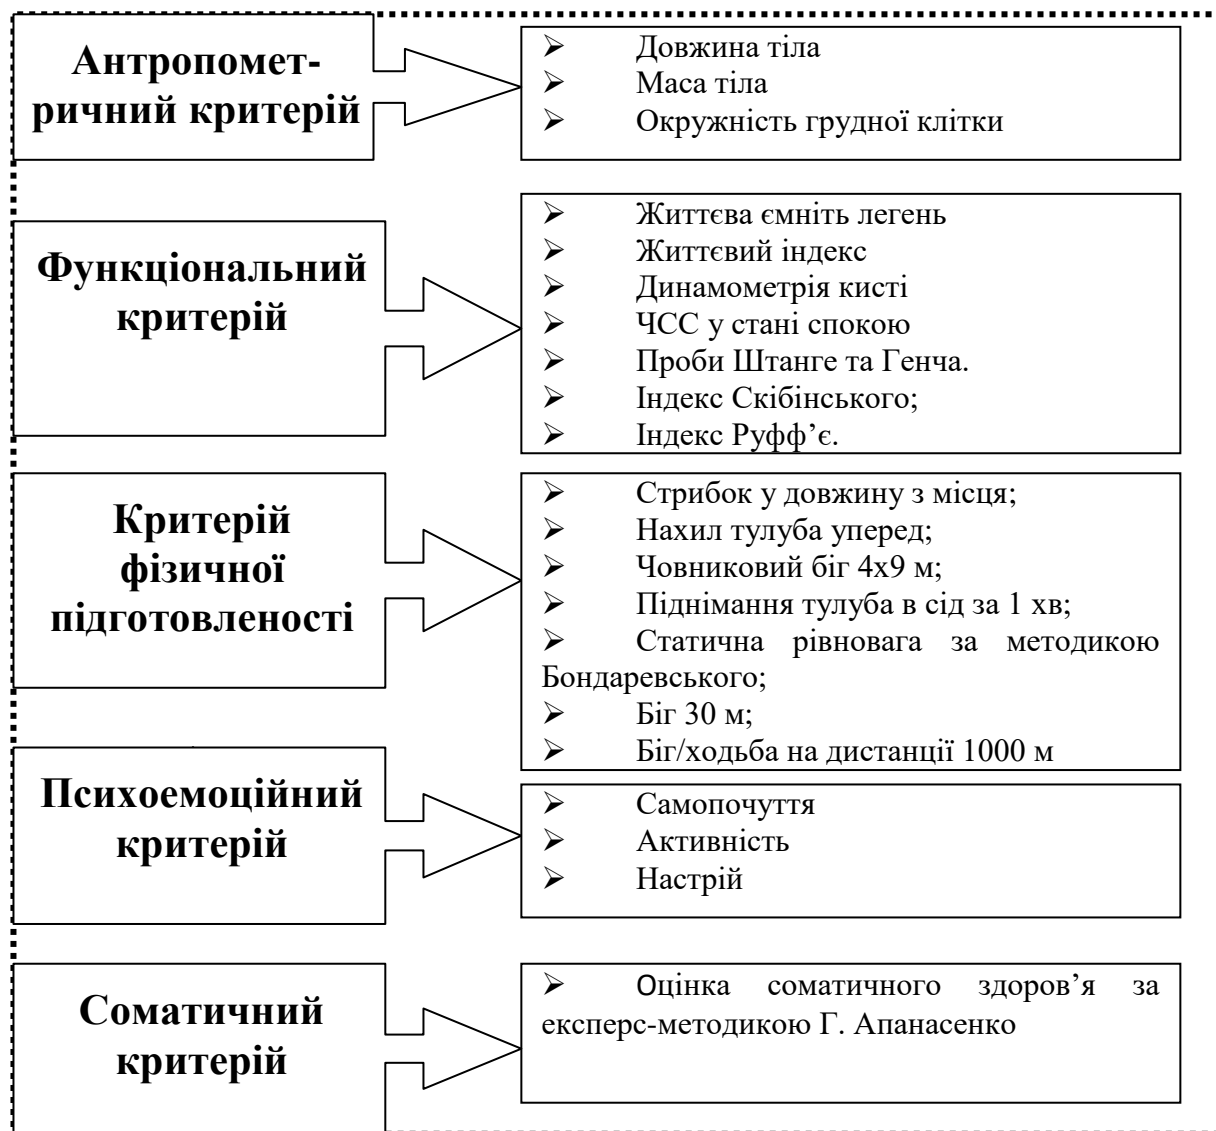 Антропомет-
ричний критерій
➢ Довжина тіла
➢ Маса тіла
➢ Окружність грудної клітки
Функціональний
критерій
➢ Життєва ємніть легень
➢ Життєвий індекс
➢ Динамометрія кисті
➢ ЧСС у стані спокою
➢ Проби Штанге та Генча.
➢ Індекс Скібінського;
➢ Індекс Руфф’є.
Критерій
фізичної
підготовленості
➢ Стрибок у довжину з місця;
➢ Нахил тулуба уперед;
➢ Човниковий біг 4х9 м;
➢ Піднімання тулуба в сід за 1 хв;
➢ Статична рівновага за методикою
Бондаревського;
➢ Біг 30 м;
➢ Біг/ходьба на дистанції 1000 м
Психоемоційний
критерій
➢ Самопочуття
➢ Активність
➢ Настрій
Соматичний
критерій
➢ Оцінка соматичного здоров’я за
експерс-методикою Г. Апанасенко